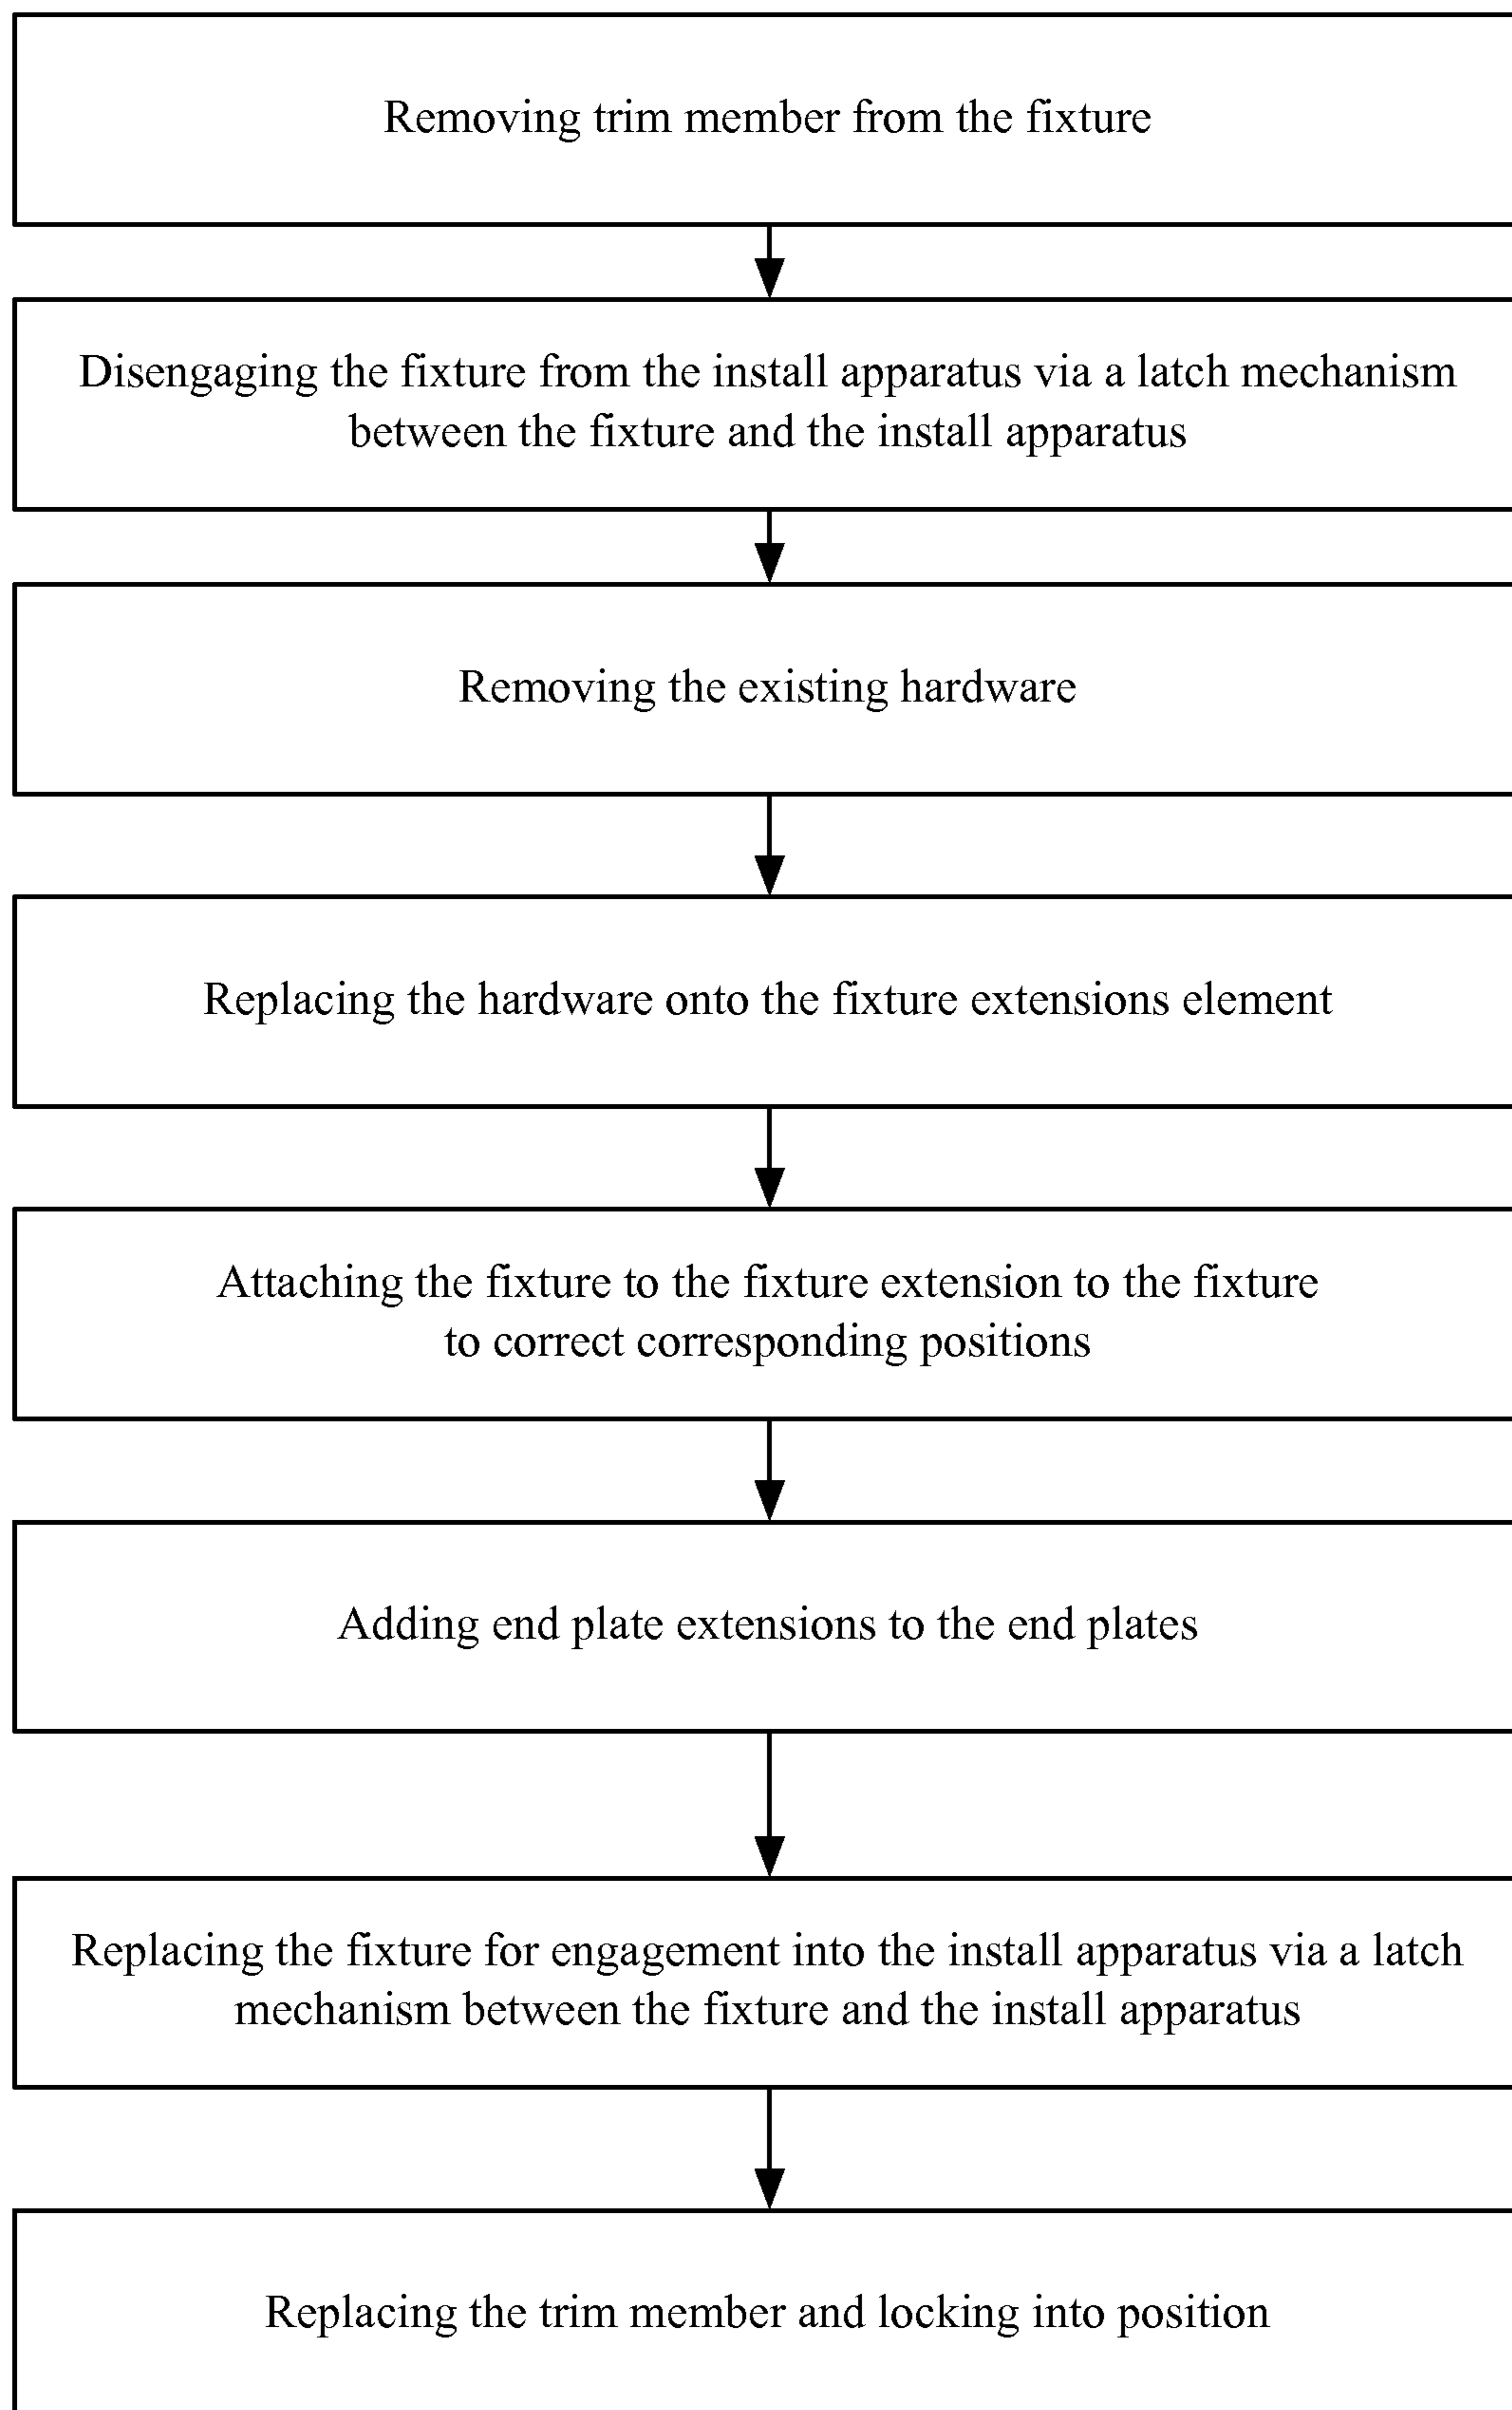 Removing trim member from the fixture
Disengaging the fixture from the install apparatus via a latch mechanism
between the fixture and the install apparatus
Removing the existing hardware
Replacing the hardware onto the fixture extensions element
Attaching the fixture to the fixture extension to the fixture
to correct corresponding positions
Adding end plate extensions to the end plates
Replacing the fixture for engagement into the install apparatus via a latch
mechanism between the fixture and the install apparatus
Replacing the trim member and locking into position